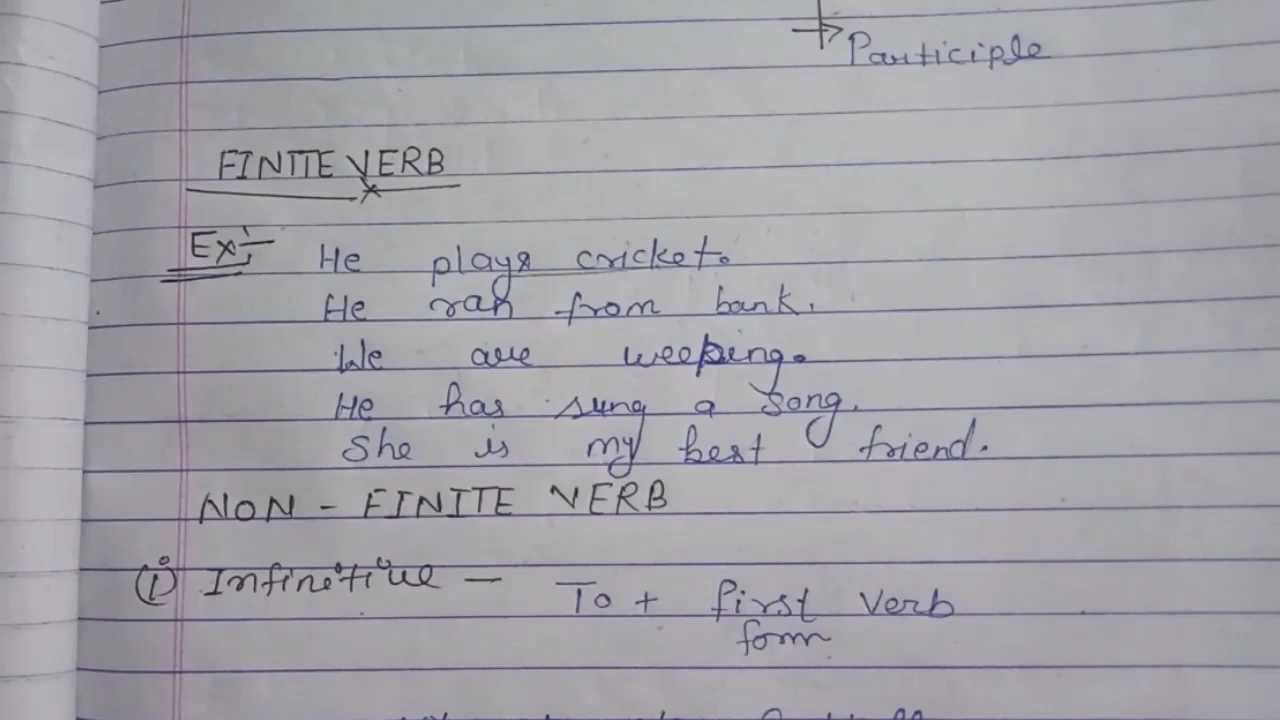 Participle
FINITE VERB
Ex:- He plays cricket.
He ran from bank.
We are weeping.
He has sung a song.
She is my best friend.
NON - FINITE VERB
(i) Infinitive - To + first verb
form